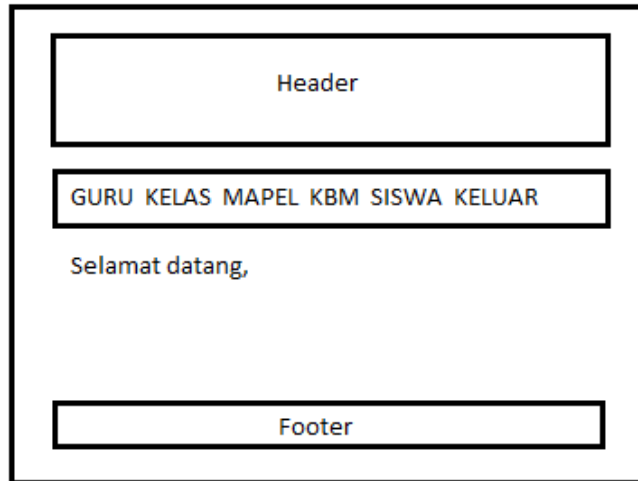 Header
GURU KELAS MAPEL KBM SISWA KELUAR
Selamat datang,
Footer